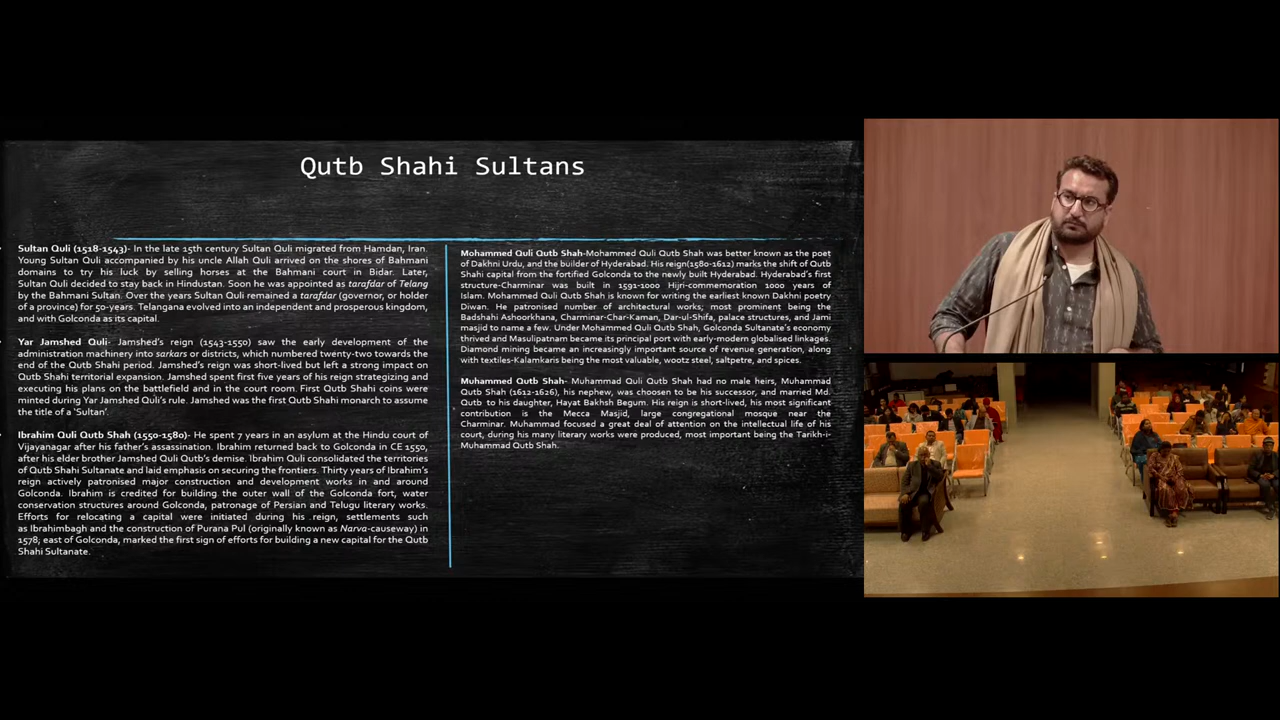 Qutb Shahi Sultans
Sultan Quli (1518-1543)- In the late 15th century Sultan Quli migrated from Hamdan, Iran.
Young Sultan Quli accompanied by his uncle Allah Quli arrived on the shores of Bahmani
domains to try his luck by selling horses at the Bahmani court in Bidar. Later,
Sultan Quli decided to stay back in Hindustan. Soon he was appointed as tarafdar of Telang
by the Bahmani Sultan. Over the years Sultan Quli remained a tarafdar (governor, or holder
of a province) for 50-years. Telangana evolved into an independent and prosperous kingdom,
and with Golconda as its capital.
Yar Jamshed Quli- Jamshed's reign (1543-1550) saw the early development of the
administration machinery into sarkars or districts, which numbered twenty-two towards the
end of the Qutb Shahi period. Jamshed's reign was short-lived but left a strong impact on
Qutb Shahi territorial expansion. Jamshed spent first five years of his reign strategizing and
executing his plans on the battlefield and in the court room. First Qutb Shahi coins were
minted during Yar Jamshed Quli's rule. Jamshed was the first Qutb Shahi monarch to assume
the title of a 'Sultan'.
Ibrahim Quli Qutb Shah (1550-1580)- He spent 7 years in an asylum at the Hindu court of
Vijayanagar after his father's assassination. Ibrahim returned back to Golconda in CE 1550,
after his elder brother Jamshed Quli Qutb's demise. Ibrahim Quli consolidated the territories
of Qutb Shahi Sultanate and laid emphasis on securing the frontiers. Thirty years of Ibrahim's
reign actively patronised major construction and development works in and around
Golconda. Ibrahim is credited for building the outer wall of the Golconda fort, water
conservation structures around Golconda, patronage of Persian and Telugu literary works.
Efforts for relocating a capital were initiated during his reign, settlements such
as Ibrahimbagh and the construction of Purana Pul (originally known as Narva-causeway) in
1578; east of Golconda, marked the first sign of efforts for building a new capital for the Qutb
Shahi Sultanate.
Mohammed Quli Qutb Shah-Mohammed Quli Qutb Shah was better known as the poet
of Dakhni Urdu, and the builder of Hyderabad. His reign(1580-1612) marks the shift of Qutb
Shahi capital from the fortified Golconda to the newly built Hyderabad. Hyderabad's first
structure-Charminar was built in 1591-1000 Hijri-commemoration 1000 years of
Islam. Mohammed Quli Qutb Shah is known for writing the earliest known Dakhni poetry
Diwan. He patronised number of architectural works; most prominent being the
Badshahi Ashoorkhana, Charminar-Char-Kaman, Dar-ul-Shifa, palace structures, and Jami
masjid to name a few. Under Mohammed Quli Qutb Shah, Golconda Sultanate's economy
thrived and Masulipatnam became its principal port with early-modern globalised linkages.
Diamond mining became an increasingly important source of revenue generation, along
with textiles-Kalamkaris being the most valuable, wootz steel, saltpetre, and spices.
Muhammed Qutb Shah- Muhammad Quli Qutb Shah had no male heirs, Muhammad
Qutb Shah (1612-1626), his nephew, was choosen to be his successor, and married Md.
Qutb to his daughter, Hayat Bakhsh Begum. His reign is short-lived, his most significant
contribution is the Mecca Masjid, large congregational mosque near the
Charminar. Muhammad focused a great deal of attention on the intellectual life of his
court, during his many literary works were produced, most important being the Tarikh-i-
Muhammad Qutb Shah.